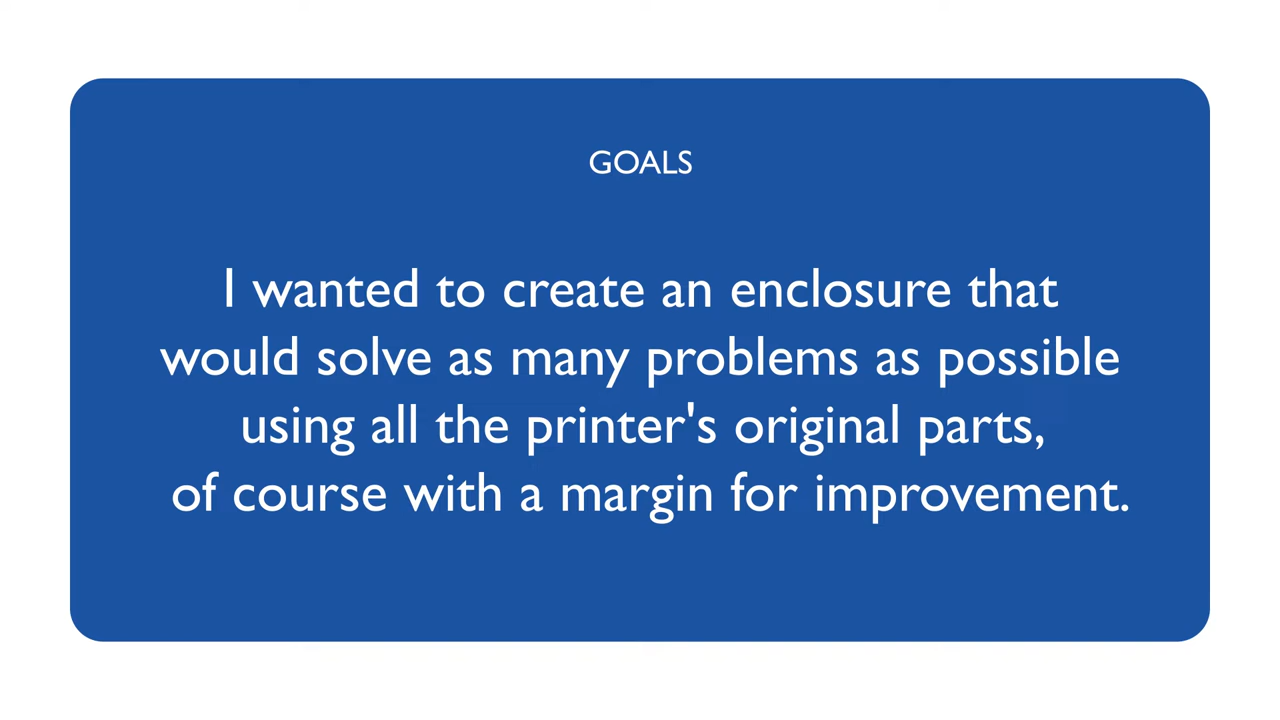 GOALS
I wanted to create an enclosure that
would solve as many problems as possible
using all the printer's original parts,
of course with a margin for improvement.